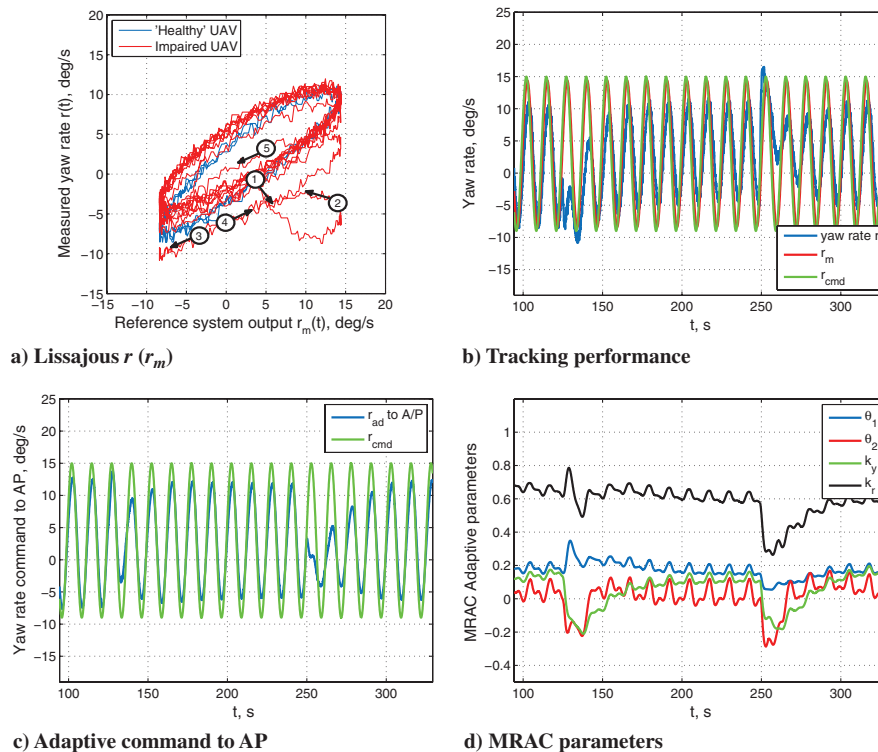 20
15
10
5
0
−5
−10
−15
−15 −10 −5 0 5 10 15 20
Measured yaw rate r(t), deg/s
Reference system output r_m(t), deg/s
'Healthy' UAV
Impaired UAV
5
1
2
4
3
a) Lissajous r (r_m)
25
20
15
10
5
0
−5
−10
−15
100 150 200 250 300
Yaw rate, deg/s
t, s
yaw rate r
r_m
r_cmd
b) Tracking performance
20
15
10
5
0
−5
−10
−15
100 150 200 250 300
Yaw rate command to AP, deg/s
t, s
r_ad to A/P
r_cmd
c) Adaptive command to AP
1
0.8
0.6
0.4
0.2
0
−0.2
−0.4
100 150 200 250 300
MRAC Adaptive parameters
t, s
θ_1
θ_2
k_y
k_r
d) MRAC parameters